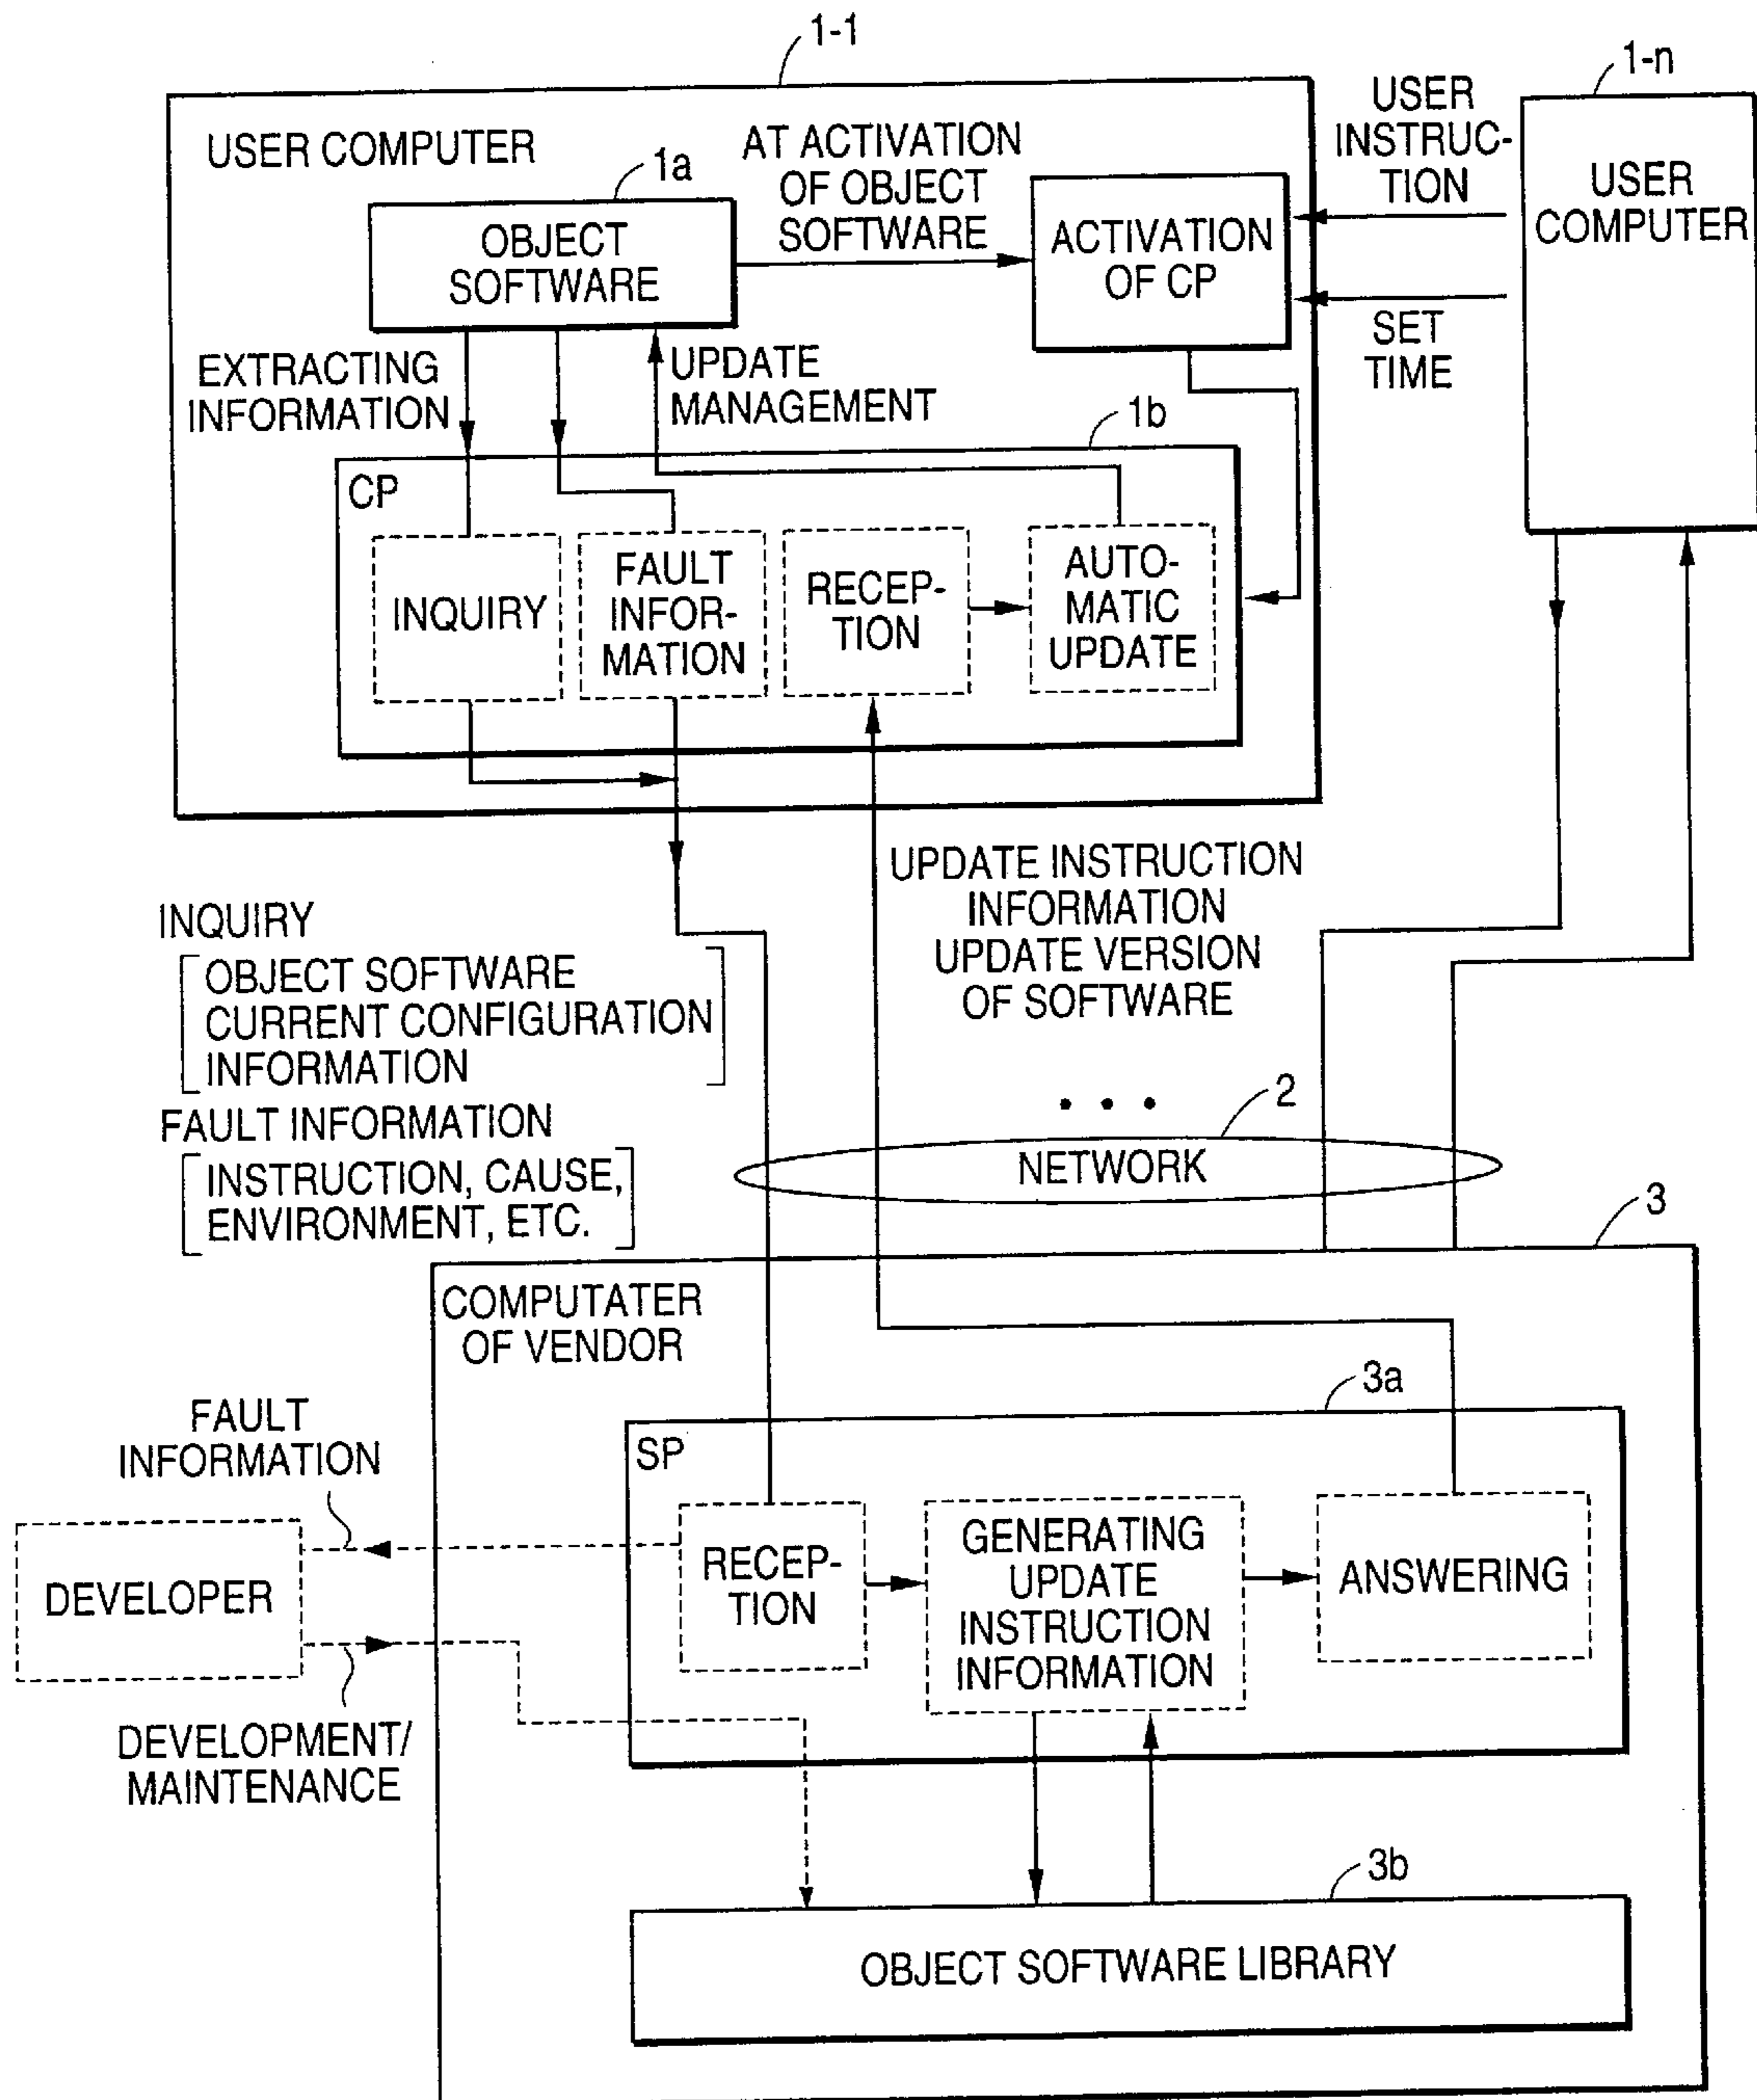 1-1
1-n
USER COMPUTER
1a
AT ACTIVATION
OF OBJECT
SOFTWARE
USER
INSTRUC-
TION
USER
COMPUTER
OBJECT
SOFTWARE
ACTIVATION
OF CP
SET
TIME
EXTRACTING
INFORMATION
UPDATE
MANAGEMENT
1b
CP
INQUIRY
FAULT
INFOR-
MATION
RECEP-
TION
AUTO-
MATIC
UPDATE
UPDATE INSTRUCTION
INFORMATION
UPDATE VERSION
OF SOFTWARE
INQUIRY
[OBJECT SOFTWARE
CURRENT CONFIGURATION
INFORMATION]
FAULT INFORMATION
[INSTRUCTION, CAUSE,
ENVIRONMENT, ETC.]
• • •
2
NETWORK
3
COMPUTATER
OF VENDOR
3a
FAULT
INFORMATION
SP
DEVELOPER
RECEP-
TION
GENERATING
UPDATE
INSTRUCTION
INFORMATION
ANSWERING
DEVELOPMENT/
MAINTENANCE
3b
OBJECT SOFTWARE LIBRARY